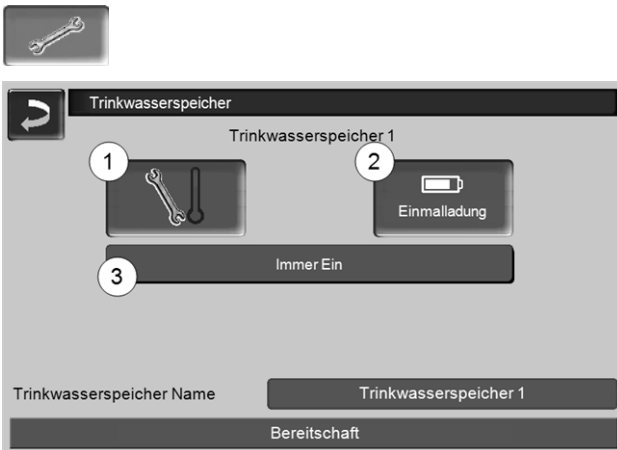 Trinkwasserspeicher
Trinkwasserspeicher 1
1
2
Einmalladung
3
Immer Ein
Trinkwasserspeicher Name
Trinkwasserspeicher 1
Bereitschaft